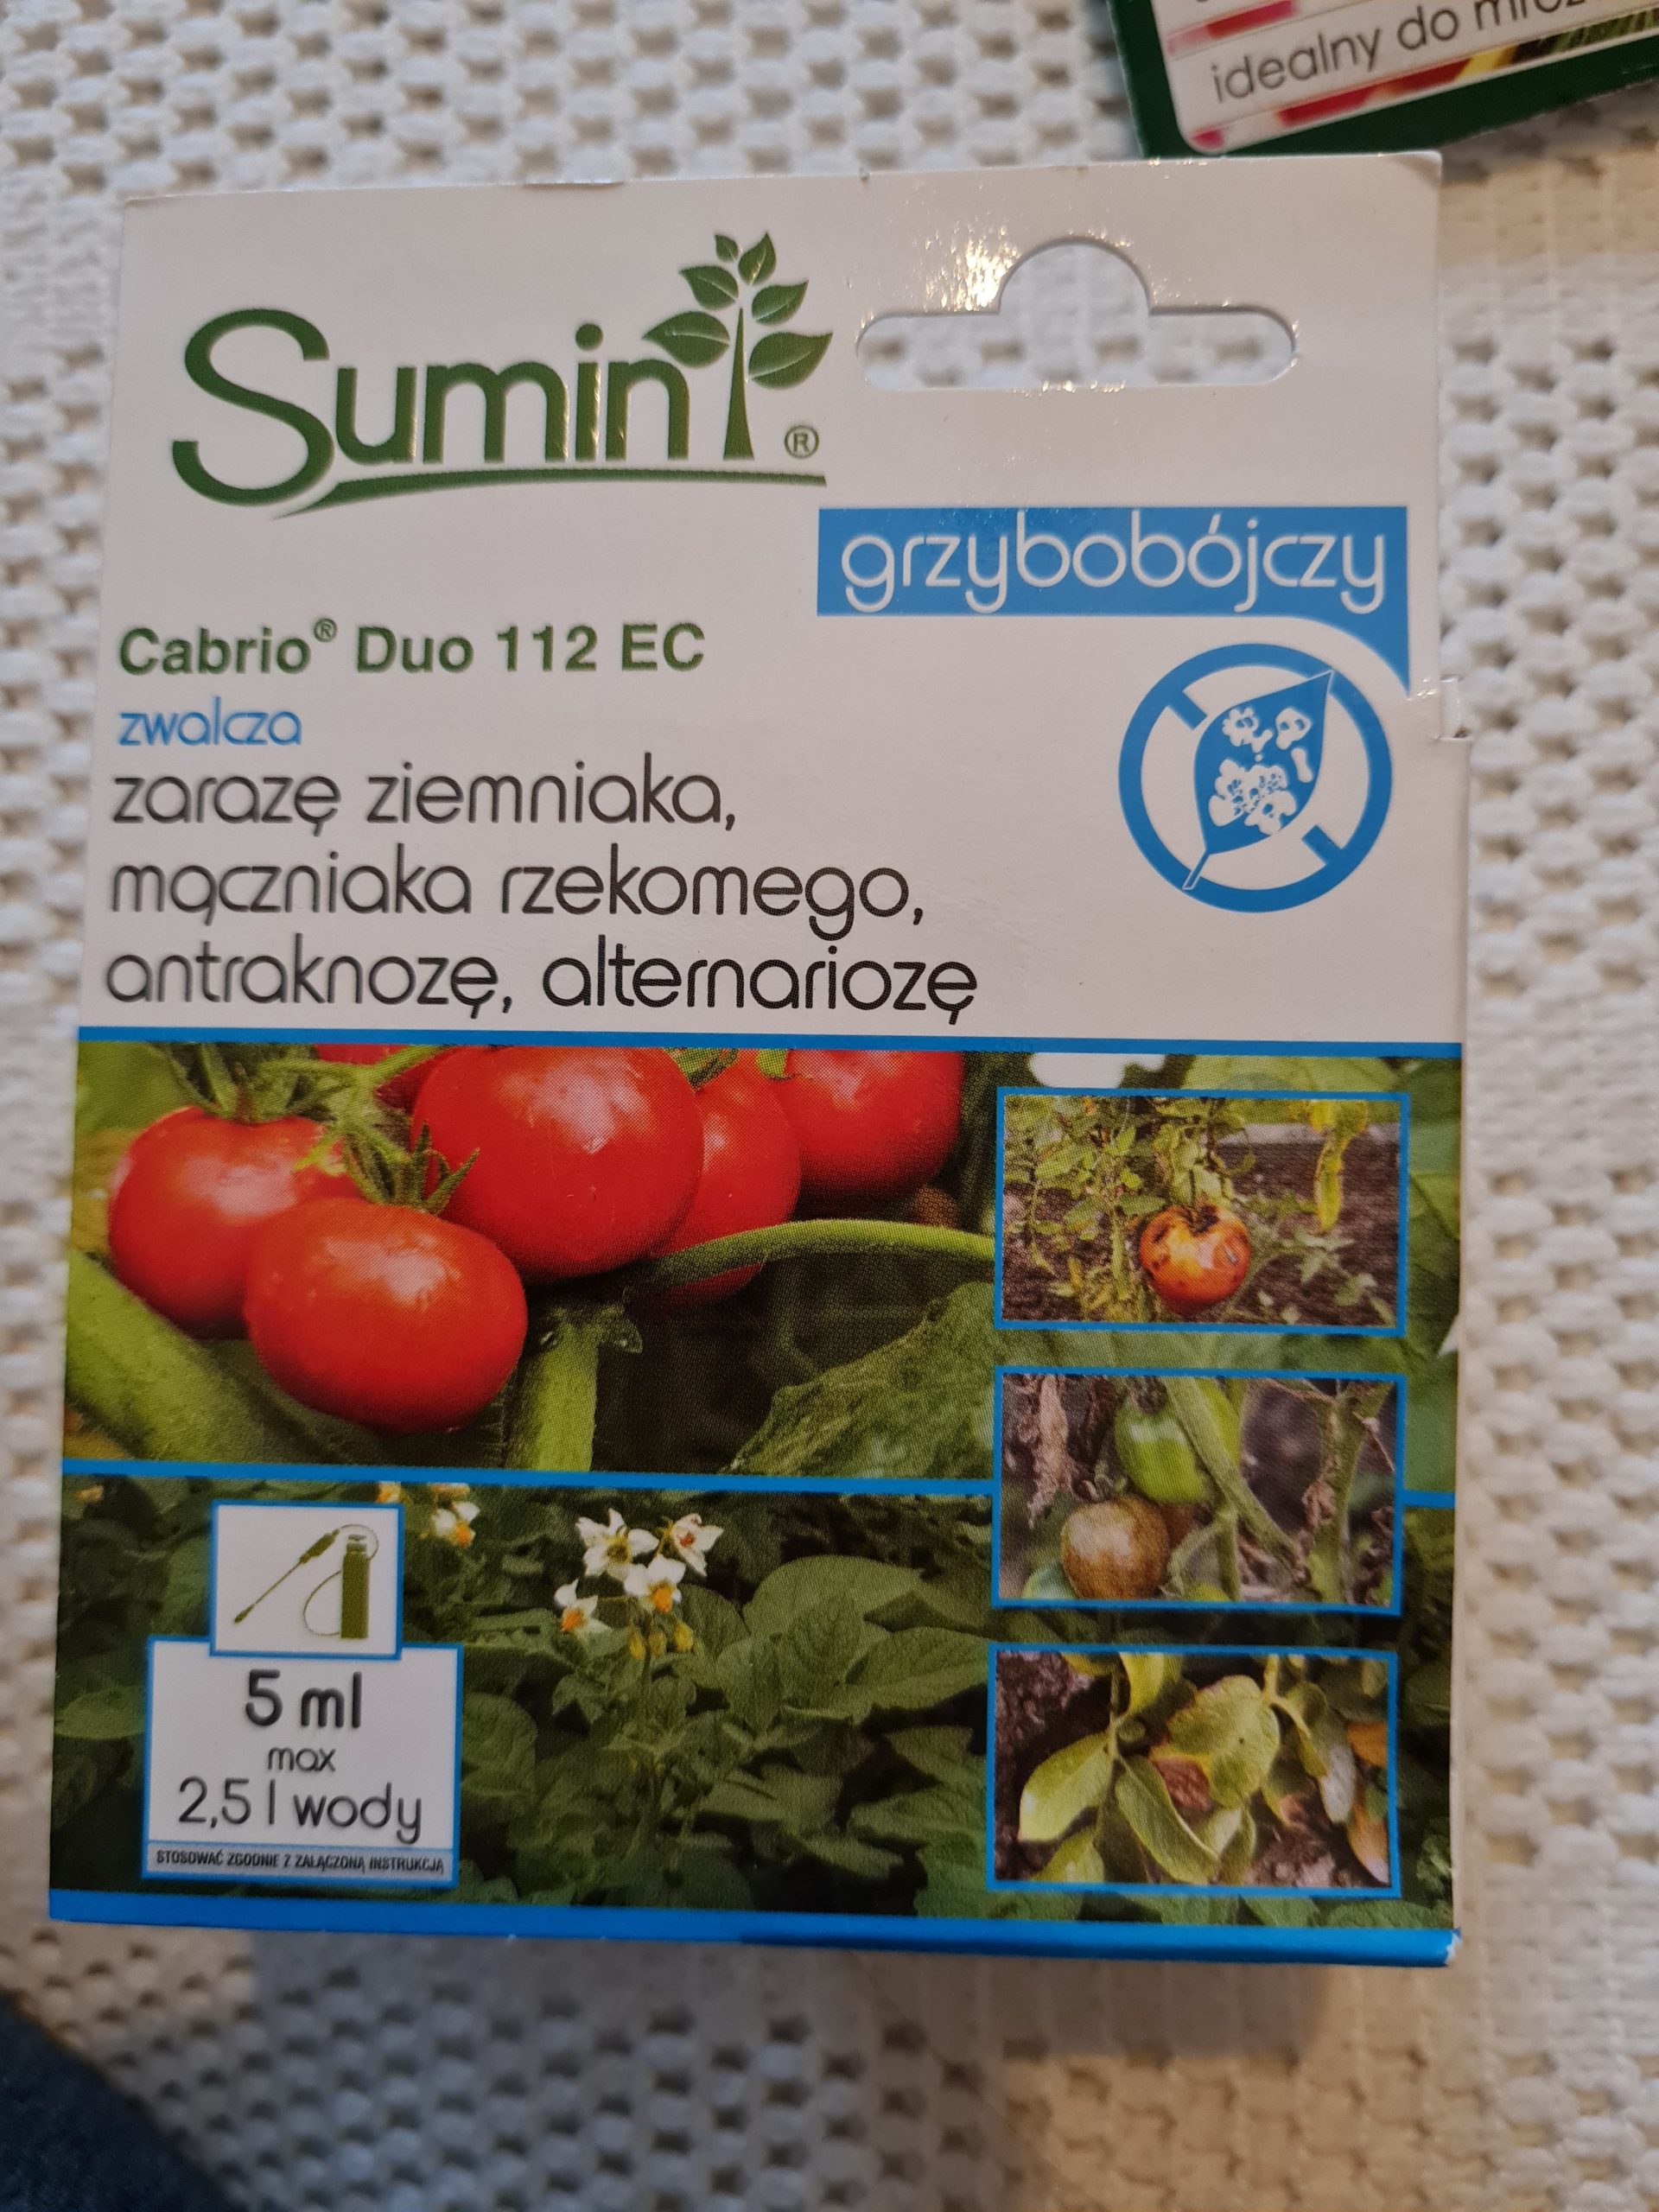 idealny do
Sumin®
grzybobójczy
Cabrio® Duo 112 EC
zwalcza
zarazę ziemniaka,
mączniaka rzekomego,
antraknozę, alternariozę
5 ml
max
2,5 l wody
STOSOWAĆ ZGODNIE Z ZAŁĄCZONĄ INSTRUKCJĄ